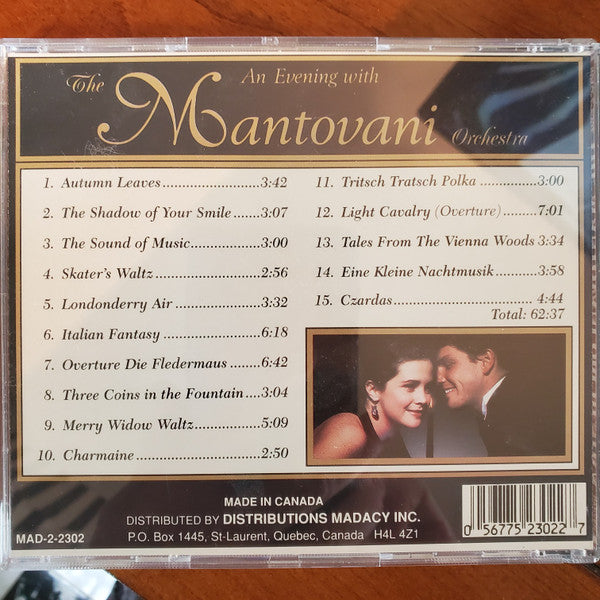 An Evening with
The Mantovani Orchestra
1. Autumn Leaves..................3:42
2. The Shadow of Your Smile.....3:07
3. The Sound of Music.............3:00
4. Skater's Waltz....................2:56
5. Londonderry Air................3:32
6. Italian Fantasy..................6:18
7. Overture Die Fledermaus......6:42
8. Three Coins in the Fountain...3:04
9. Merry Widow Waltz............5:09
10. Charmaine........................2:50
11. Tritsch Tratsch Polka.........3:00
12. Light Cavalry (Overture)........7:01
13. Tales From The Vienna Woods 3:34
14. Eine Kleine Nachtmusik........3:58
15. Czardas............................4:44
Total: 62:37
MADE IN CANADA
DISTRIBUTED BY DISTRIBUTIONS MADACY INC.
P.O. Box 1445, St-Laurent, Quebec, Canada H4L 4Z1
MAD-2-2302
0 56775 23022 7